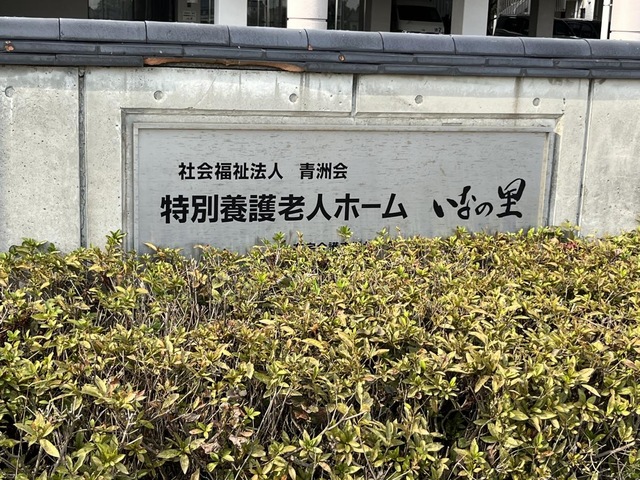 社会福祉法人 青洲会
特別養護老人ホーム いなの里